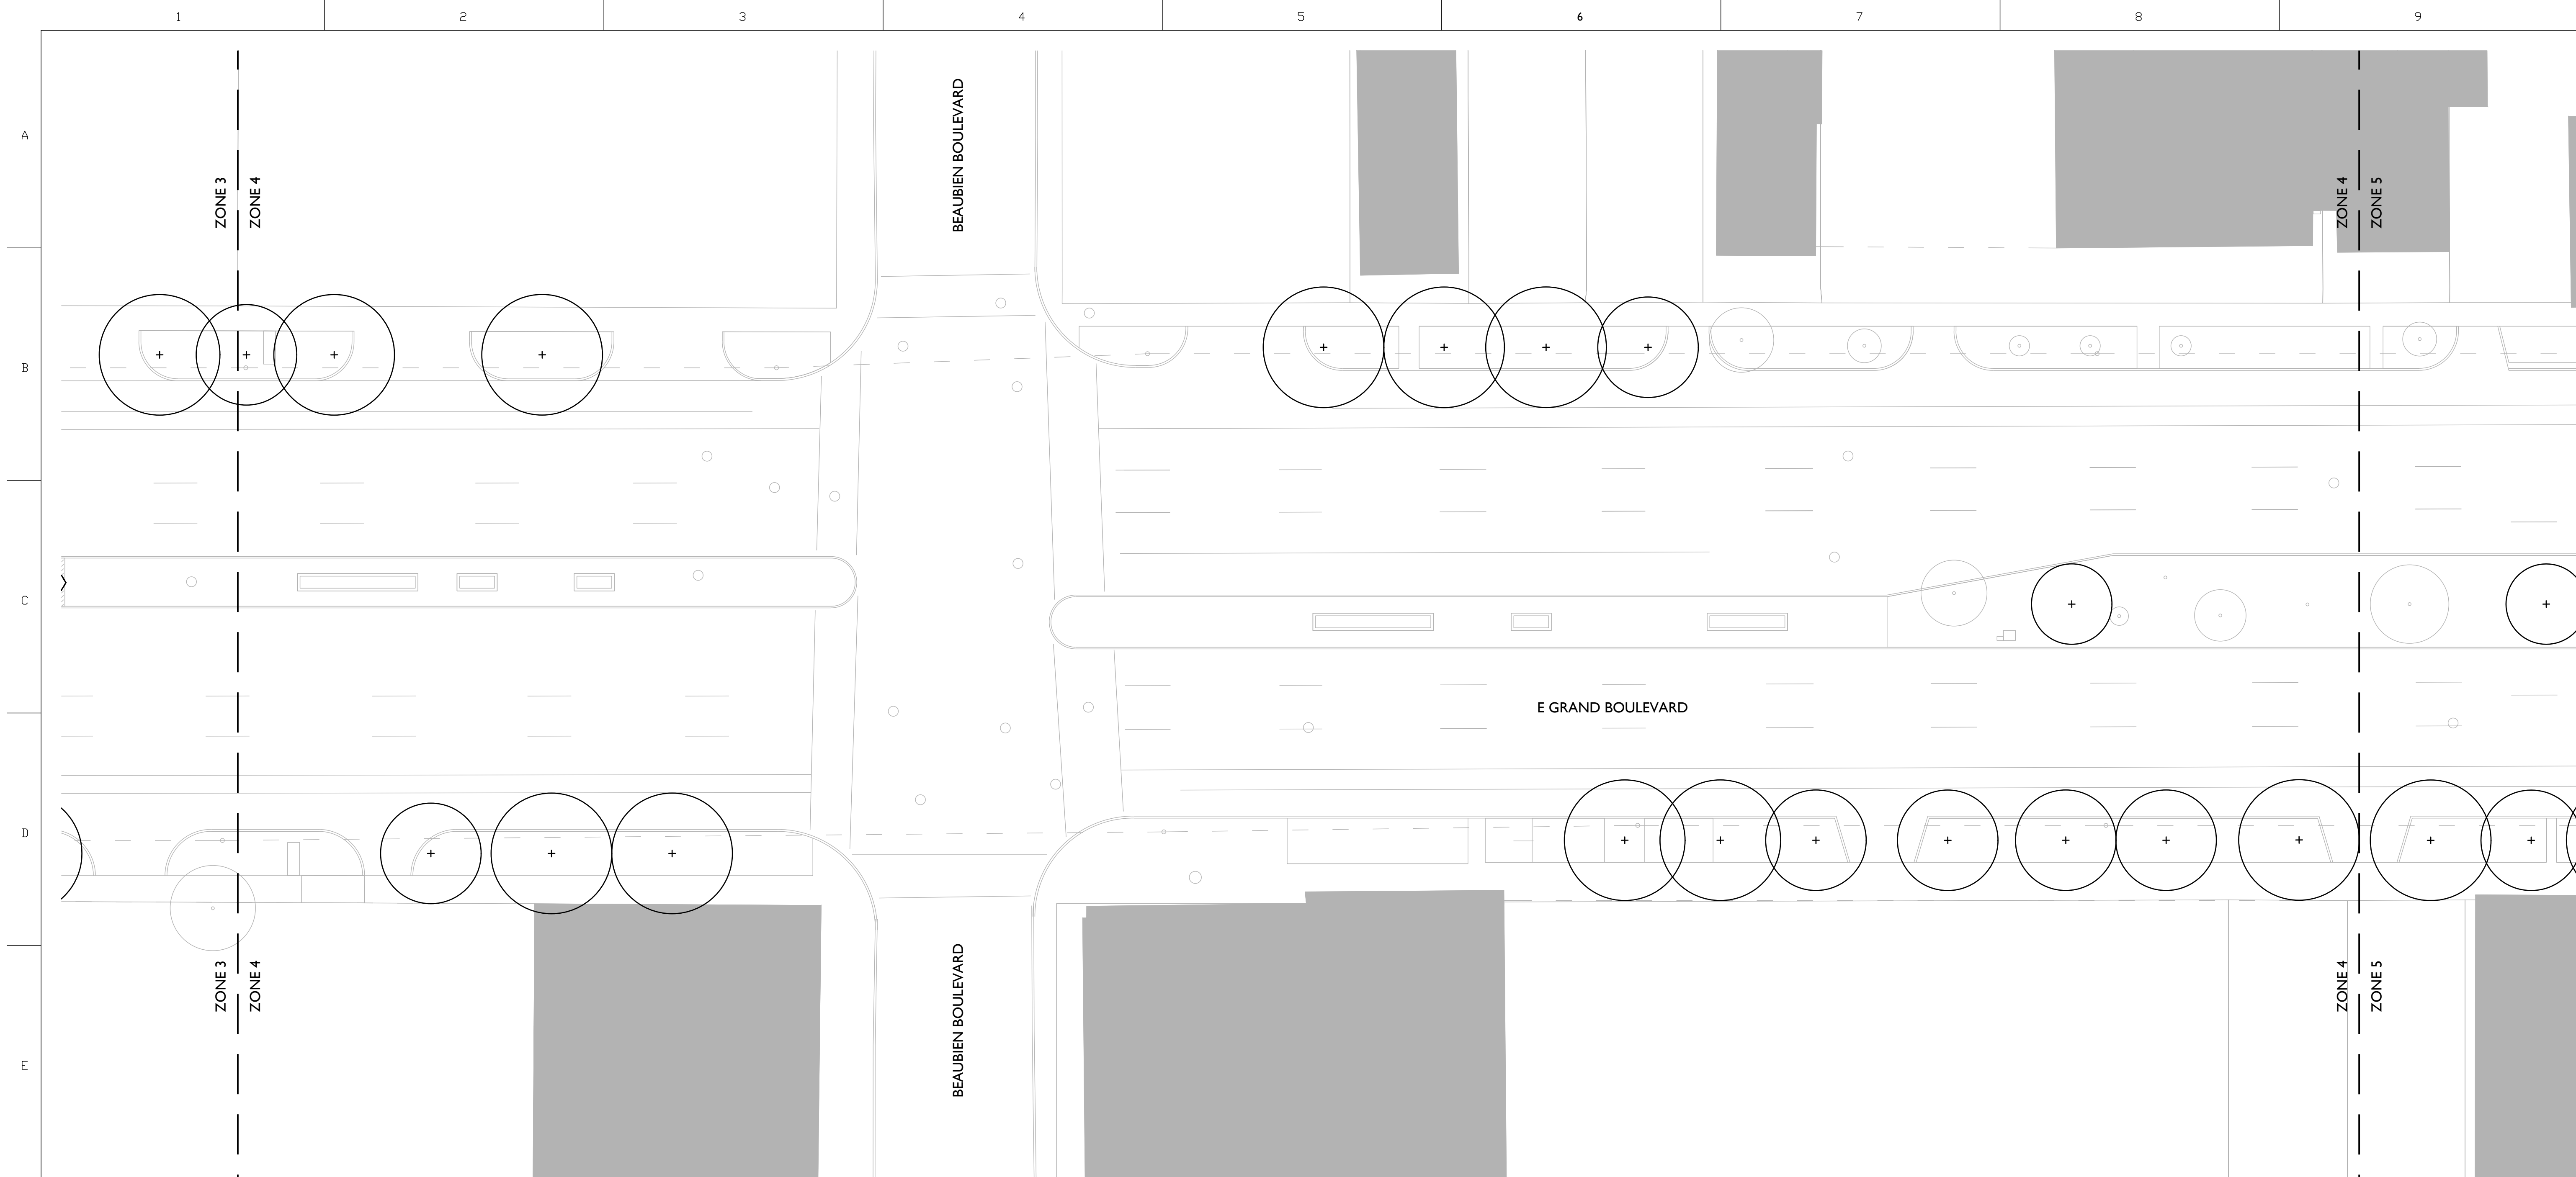 1 2 3 4 5 6 7 8 9
A
BEAUBIEN BOULEVARD
ZONE 3
ZONE 4
ZONE 4
ZONE 5
B
C
E GRAND BOULEVARD
D
ZONE 3
ZONE 4
BEAUBIEN BOULEVARD
ZONE 4
ZONE 5
E